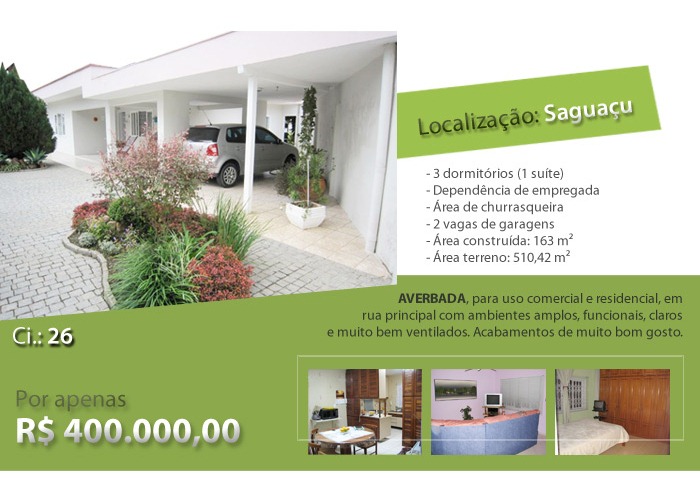 Localização: Saguaçu
- 3 dormitórios (1 suíte)
- Dependência de empregada
- Área de churrasqueira
- 2 vagas de garagens
- Área construída: 163 m²
- Área terreno: 510,42 m²
AVERBADA, para uso comercial e residencial, em
rua principal com ambientes amplos, funcionais, claros
e muito bem ventilados. Acabamentos de muito bom gosto.
Ci.: 26
Por apenas
R$ 400.000,00